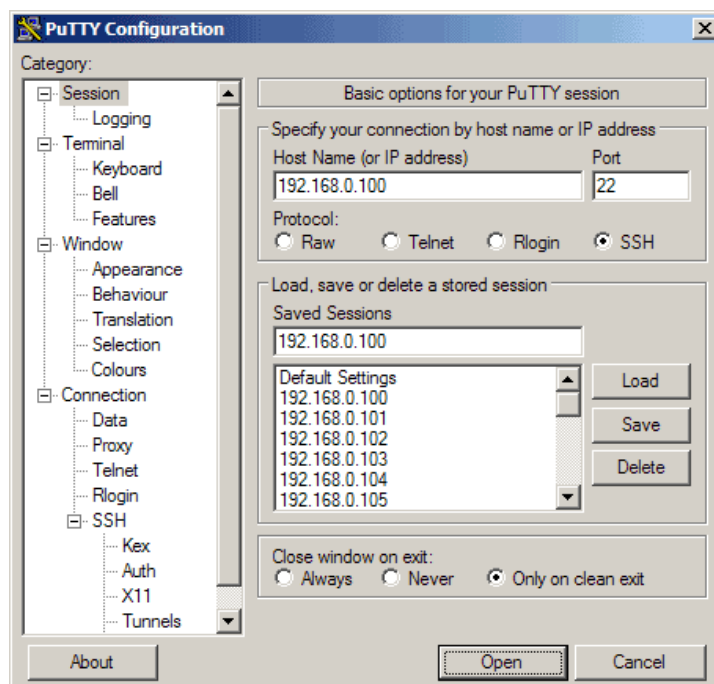 PuTTY Configuration
Category:
Session
Logging
Terminal
Keyboard
Bell
Features
Window
Appearance
Behaviour
Translation
Selection
Colours
Connection
Data
Proxy
Telnet
Rlogin
SSH
Kex
Auth
X11
Tunnels
Basic options for your PuTTY session
Specify your connection by host name or IP address
Host Name (or IP address) Port
192.168.0.100 22
Protocol:
Raw Telnet Rlogin SSH
Load, save or delete a stored session
Saved Sessions
192.168.0.100
Default Settings
192.168.0.100
192.168.0.101
192.168.0.102
192.168.0.103
192.168.0.104
192.168.0.105
Load
Save
Delete
Close window on exit:
Always Never Only on clean exit
About Open Cancel